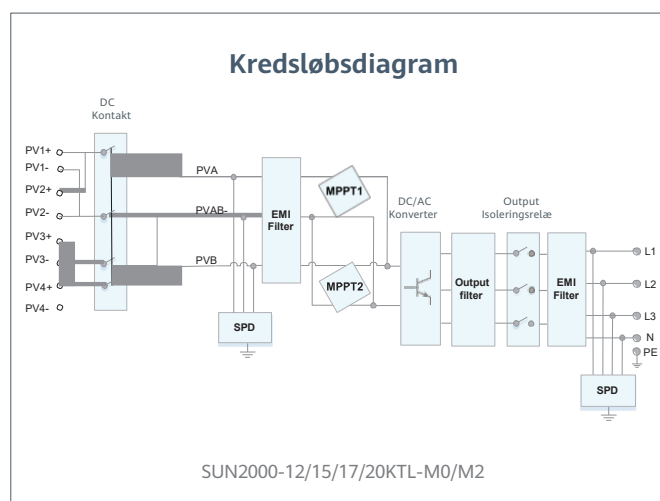 Kredsløbsdiagram
DC
Kontakt
PV1+
PV1-
PV2+
PV2-
PV3+
PV3-
PV4+
PV4-
PVA
PVAB-
PVB
EMI
Filter
SPD
MPPT1
MPPT2
DC/AC
Konverter
Output
filter
Output
Isoleringsrelæ
EMI
Filter
L1
L2
L3
N
PE
SPD
SUN2000-12/15/17/20KTL-M0/M2